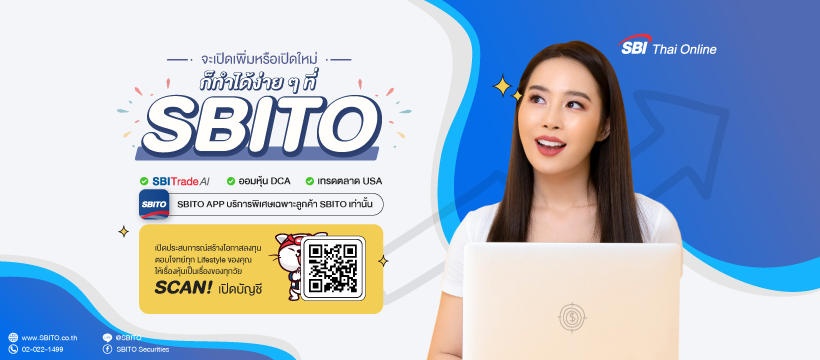 จะเปิดเพิ่มหรือเปิดใหม่
ก็ทำได้ง่าย ๆ ที่
SBITO
SBITrade AI
ออมหุ้น DCA
เทรดตลาด USA
SBITO
SBITO APP บริการพิเศษเฉพาะลูกค้า SBITO เท่านั้น
เปิดประสบการณ์สร้างโอกาสลงทุน
ตอบโจทย์ทุก Lifestyle ของคุณ
ให้เรื่องหุ้นเป็นเรื่องของทุกวัย
SCAN! เปิดบัญชี
SBI Thai Online
www.SBITO.co.th
@SBITO
02-022-1499
SBITO Securities